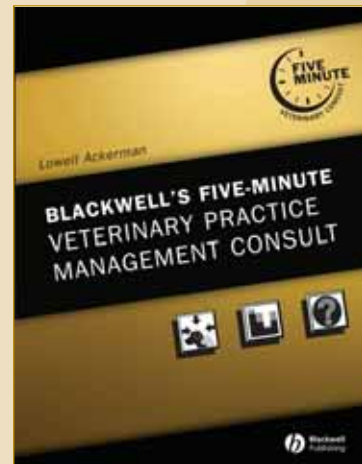 FIVE
MINUTE
VETERINARY CONSULT
Lowell Ackerman
BLACKWELL'S FIVE-MINUTE
VETERINARY PRACTICE
MANAGEMENT CONSULT
?
Blackwell
Publishing